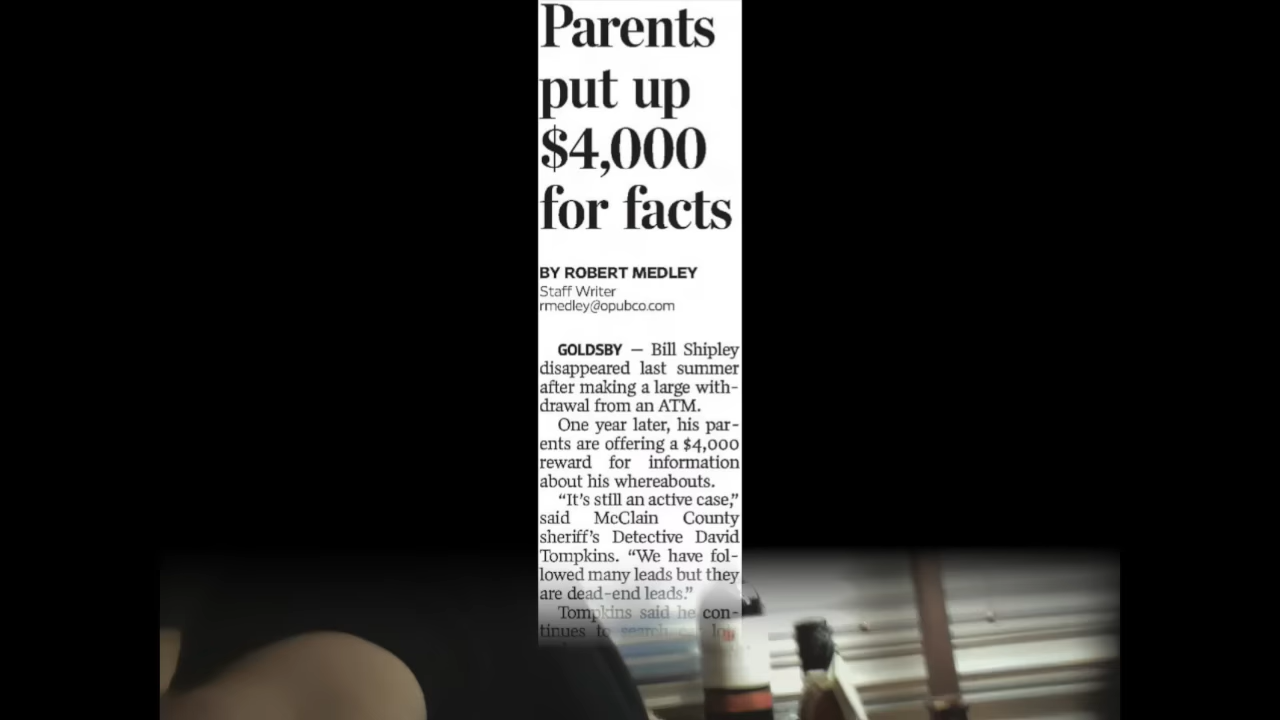 Parents
put up
$4,000
for facts
BY ROBERT MEDLEY
Staff Writer
rmedley@opubco.com
GOLDSBY — Bill Shipley
disappeared last summer
after making a large with-
drawal from an ATM.
One year later, his par-
ents are offering a $4,000
reward for information
about his whereabouts.
“It’s still an active case,”
said McClain County
sheriff’s Detective David
Tompkins. “We have fol-
lowed many leads but they
are dead-end leads.”
Tompkins said he con-
tinues to search